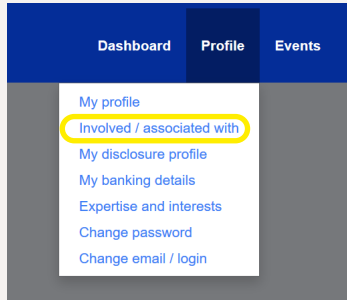 Dashboard Profile Events
My profile
Involved / associated with
My disclosure profile
My banking details
Expertise and interests
Change password
Change email / login